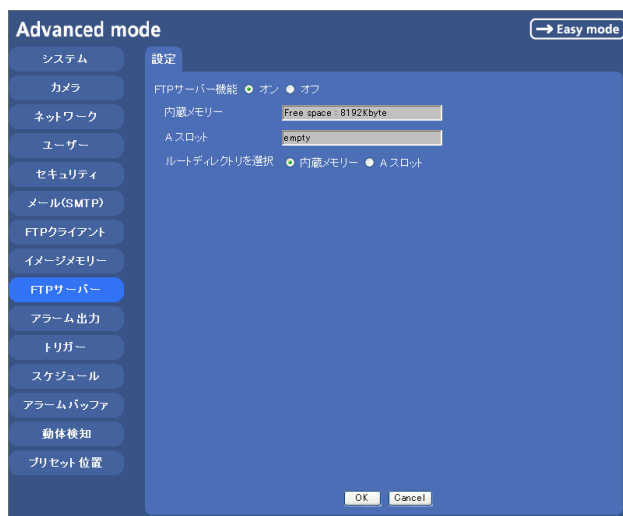 Advanced mode
→ Easy mode
システム
カメラ
ネットワーク
ユーザー
セキュリティ
メール(SMTP)
FTPクライアント
イメージメモリー
FTPサーバー
アラーム出力
トリガー
スケジュール
アラームバッファ
動体検知
プリセット位置
設定
FTPサーバー機能 オン オフ
内蔵メモリー Free space : 8192Kbyte
Aスロット empty
ルートディレクトリを選択 内蔵メモリー Aスロット
OK Cancel